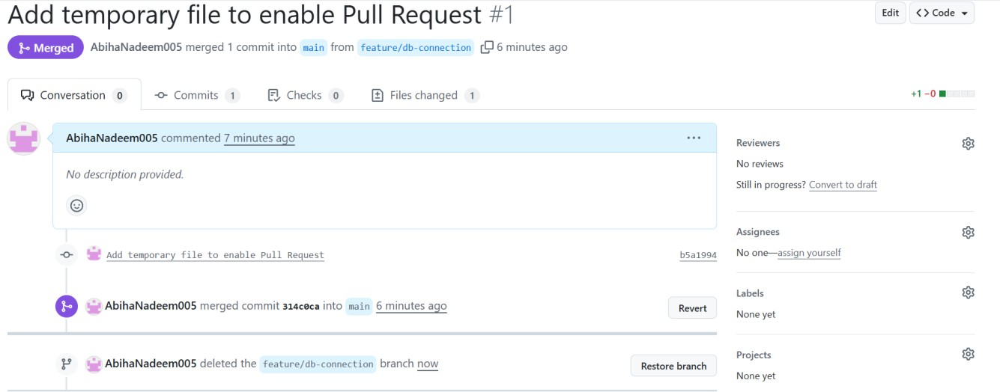 Add temporary file to enable Pull Request #1
Edit
<> Code
Merged
AbihaNadeem005 merged 1 commit into main from feature/db-connection 6 minutes ago
Conversation 0
Commits 1
Checks 0
Files changed 1
+1 −0
AbihaNadeem005 commented 7 minutes ago
No description provided.
Add temporary file to enable Pull Request
b5a1994
AbihaNadeem005 merged commit 314c0ca into main 6 minutes ago
Revert
AbihaNadeem005 deleted the feature/db-connection branch now
Restore branch
Reviewers
No reviews
Still in progress? Convert to draft
Assignees
No one—assign yourself
Labels
None yet
Projects
None yet